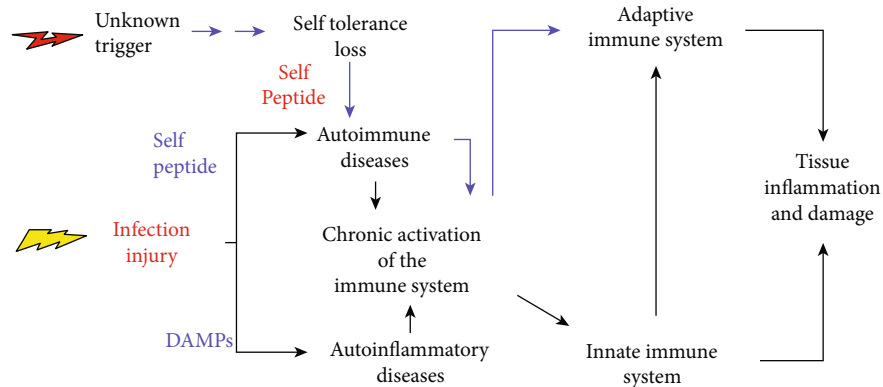 Unknown
trigger
Self tolerance
loss
Adaptive
immune system
Self
Peptide
Self
peptide
Autoimmune
diseases
Tissue
inflammation
and damage
Infection
injury
Chronic activation
of the
immune system
DAMPs
Autoinflammatory
diseases
Innate immune
system